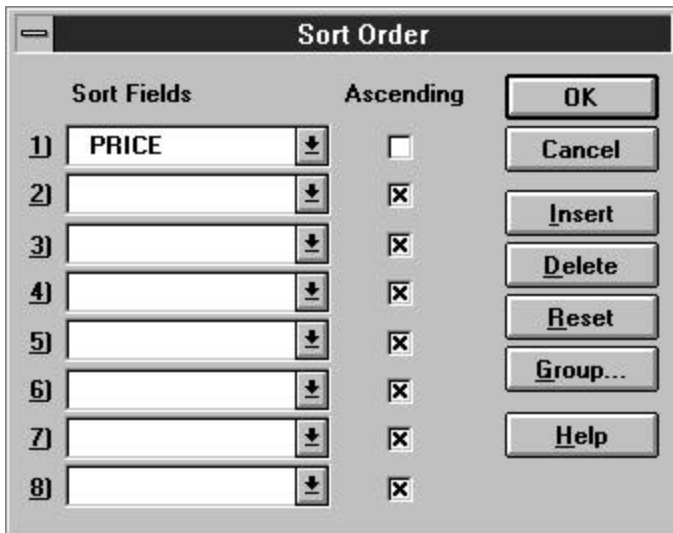 Sort Order
Sort Fields Ascending
OK
1) PRICE
Cancel
2)
Insert
3)
Delete
4)
Reset
5)
Group...
6)
7)
Help
8)